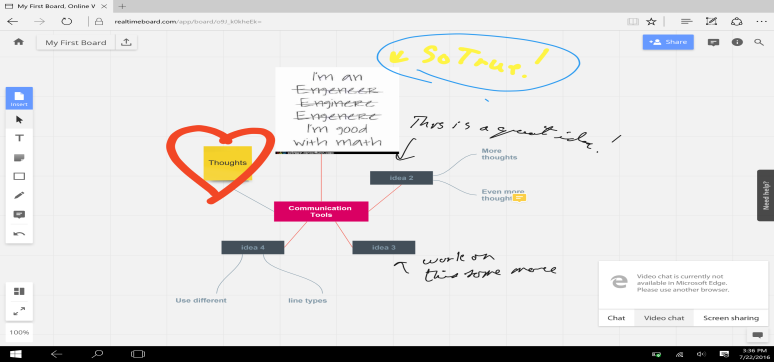 My First Board, Online V
realtimeboard.com/app/board/o9J_k0kheEk=
My First Board
Share
So True!
I'm an
Engeneer
Enginere
Engenere
I'm good
with math
This is a great idea!
Insert
Thoughts
More
thoughts
idea 2
Even more
though
Communication
Tools
Need help?
idea 4
idea 3
work on
this some more
Use different
line types
Video chat is currently not
available in Microsoft Edge.
Please use another browser.
Chat
Video chat
Screen sharing
100%
3:36 PM
7/22/2016